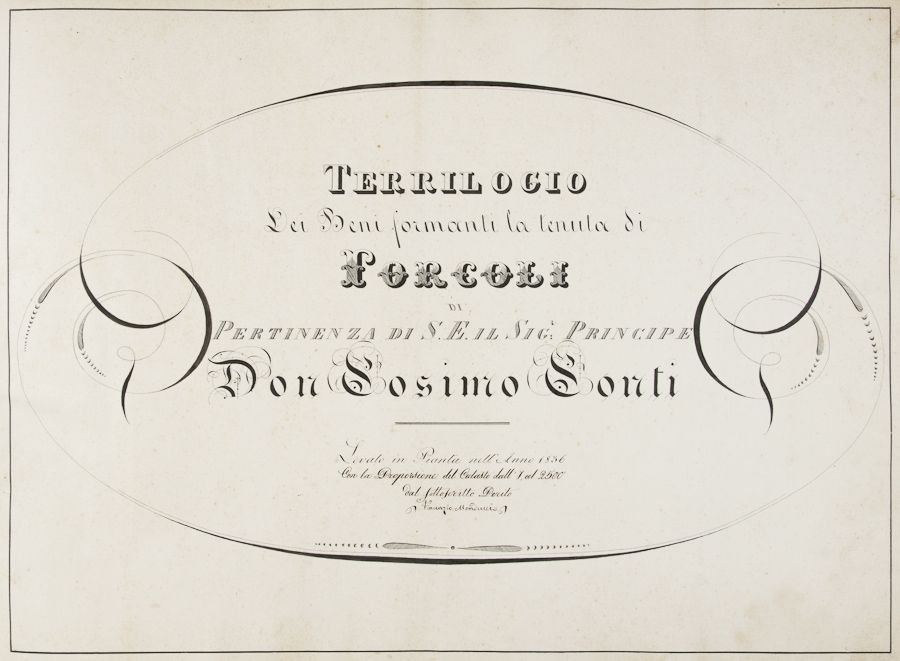 TERRILOGIO
Dei Beni formanti la tenuta di
FORCOLI
DI
PERTINENZA DI S. E. IL SIG.r PRINCIPE
Don Cosimo Conti
Levato in Pianta nell'Anno 1836
Con la Proporzione del Catasto dall' 1. al 2500
dal sottoscritto Perito